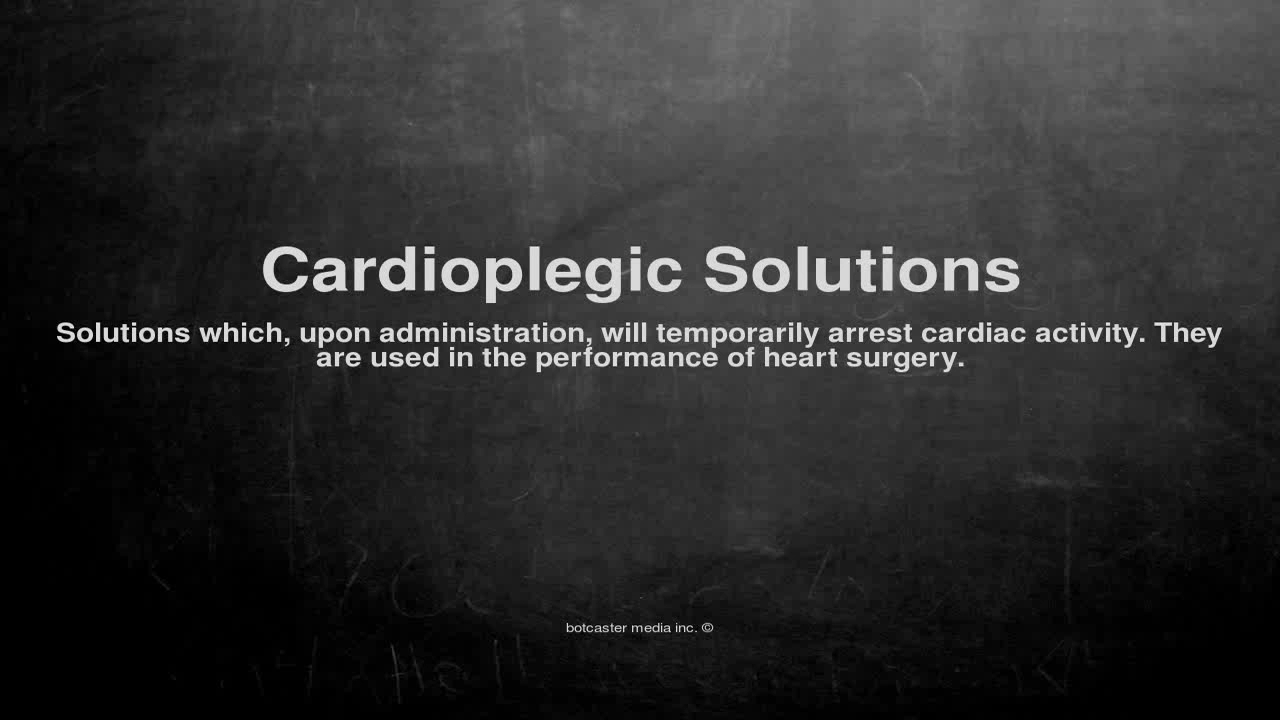 Cardioplegic Solutions
Solutions which, upon administration, will temporarily arrest cardiac activity. They
are used in the performance of heart surgery.
botcaster media inc. ©